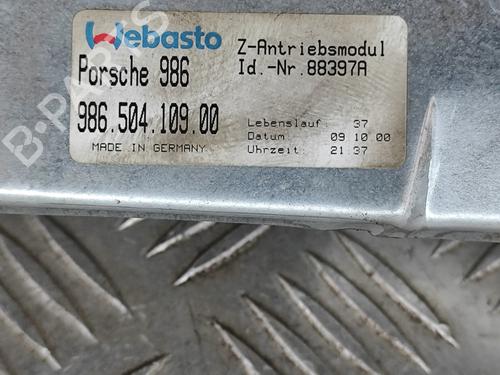 Webasto
Z-Antriebsmodul
Porsche 986
Id.-Nr.88397A
986.504.109.00
Lebenslauf: 37
Datum: 09 10 00
MADE IN GERMANY
Uhrzeit: 21 37
B-PARTS